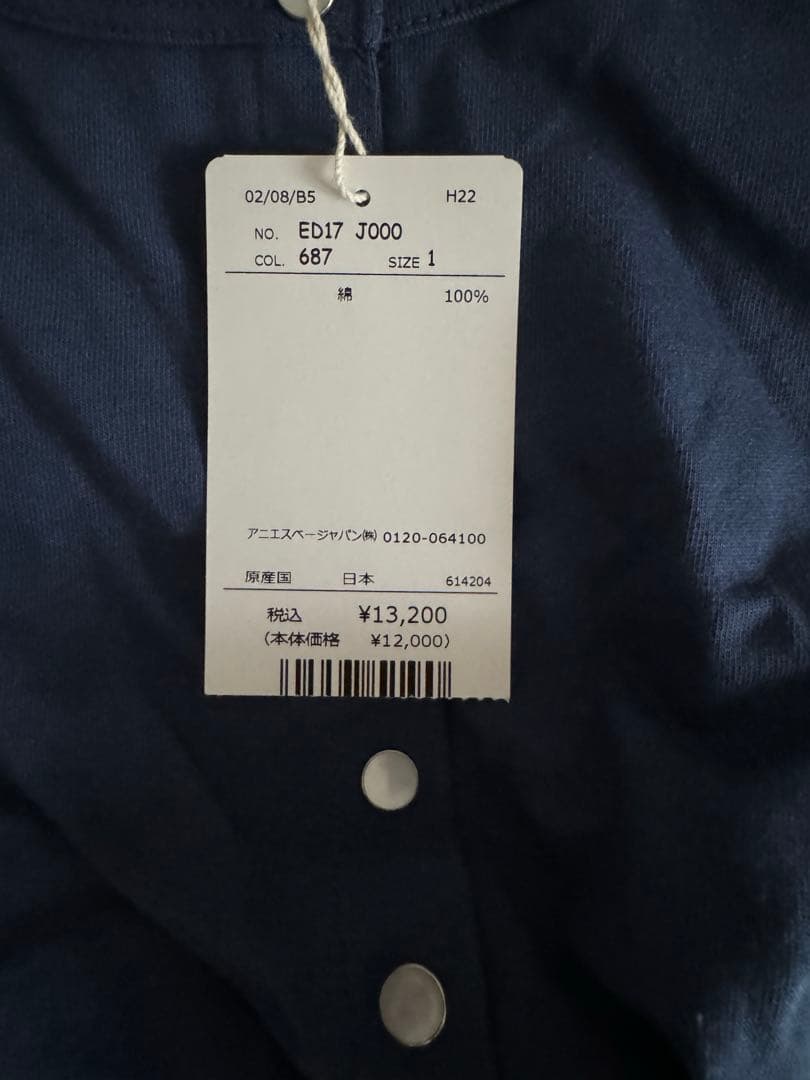 02/08/B5 H22
NO. ED17 J000
COL. 687 SIZE 1
綿 100%
アニエスベージャパン㈱ 0120-064100
原産国 日本 614204
税込 ¥13,200
(本体価格 ¥12,000)